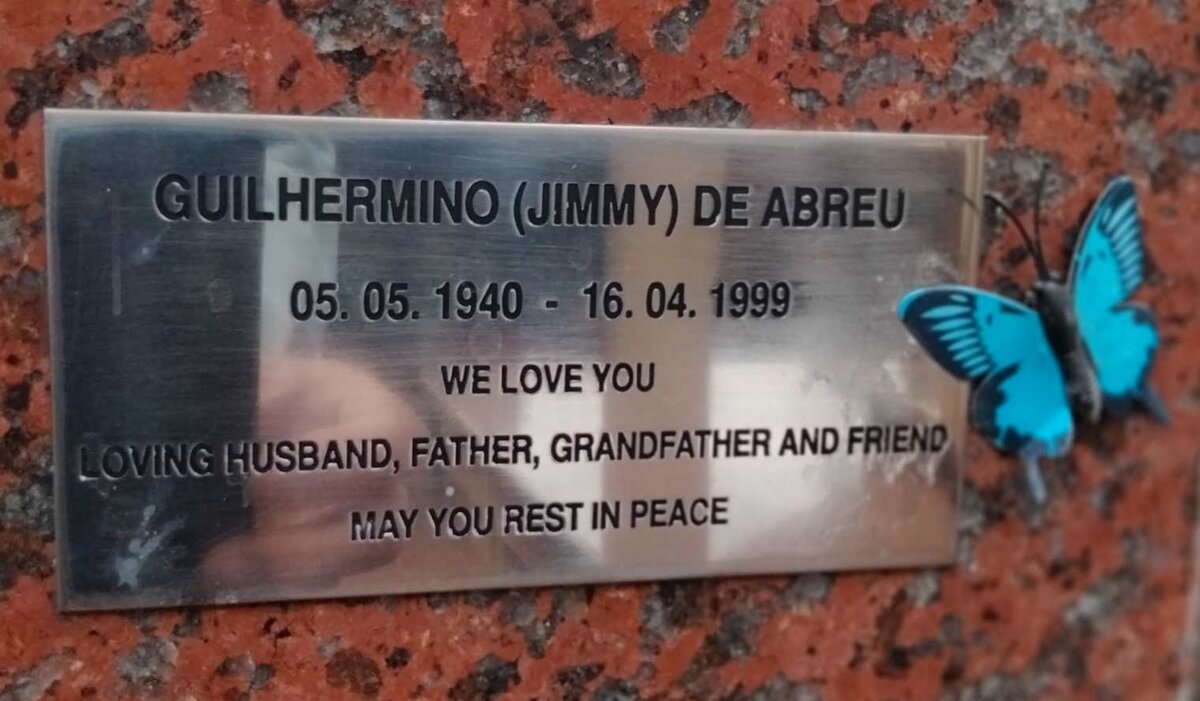 GUILHERMINO (JIMMY) DE ABREU
05. 05. 1940 - 16. 04. 1999
WE LOVE YOU
LOVING HUSBAND, FATHER, GRANDFATHER AND FRIEND
MAY YOU REST IN PEACE